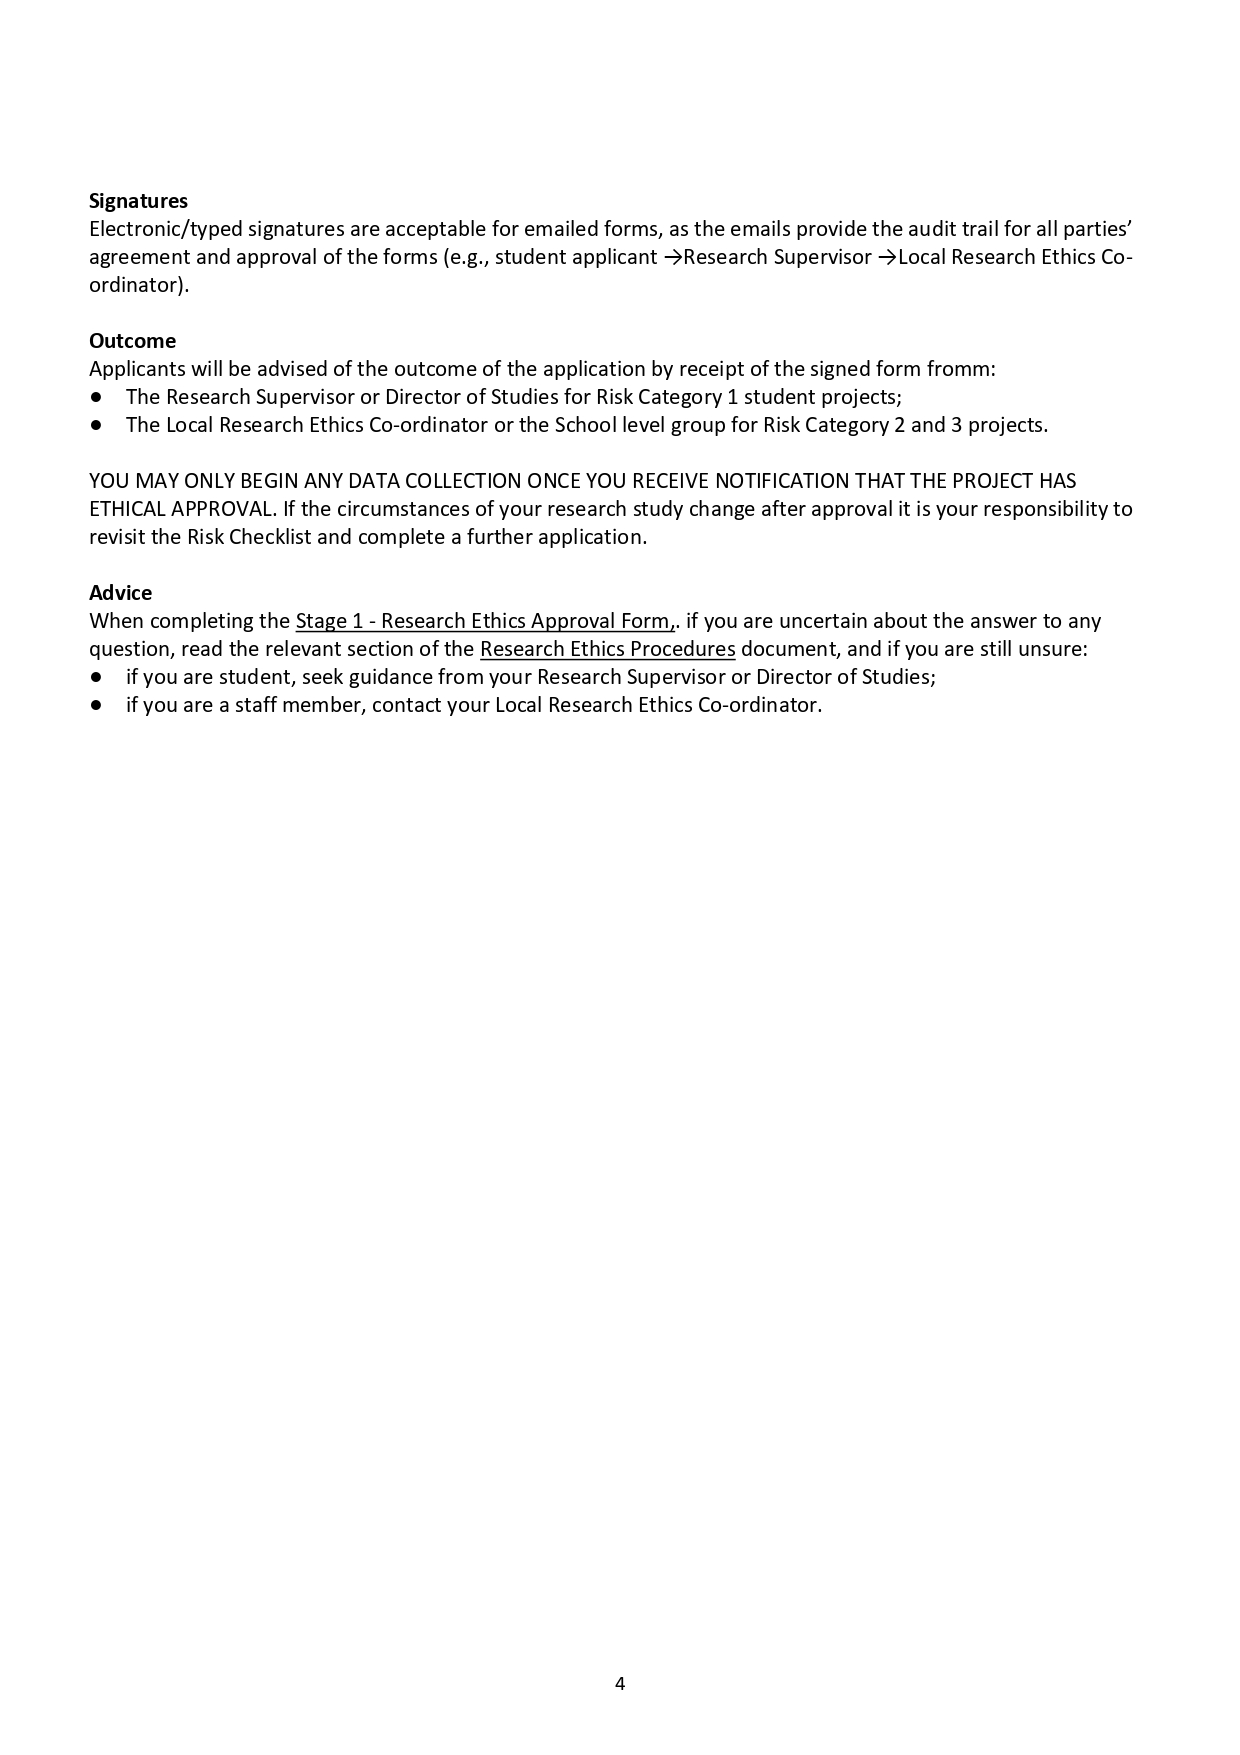 Signatures
Electronic/typed signatures are acceptable for emailed forms, as the emails provide the audit trail for all parties’
agreement and approval of the forms (e.g., student applicant →Research Supervisor →Local Research Ethics Co-
ordinator).
Outcome
Applicants will be advised of the outcome of the application by receipt of the signed form fromm:
● The Research Supervisor or Director of Studies for Risk Category 1 student projects;
● The Local Research Ethics Co-ordinator or the School level group for Risk Category 2 and 3 projects.
YOU MAY ONLY BEGIN ANY DATA COLLECTION ONCE YOU RECEIVE NOTIFICATION THAT THE PROJECT HAS
ETHICAL APPROVAL. If the circumstances of your research study change after approval it is your responsibility to
revisit the Risk Checklist and complete a further application.
Advice
When completing the Stage 1 - Research Ethics Approval Form,. if you are uncertain about the answer to any
question, read the relevant section of the Research Ethics Procedures document, and if you are still unsure:
● if you are student, seek guidance from your Research Supervisor or Director of Studies;
● if you are a staff member, contact your Local Research Ethics Co-ordinator.
4